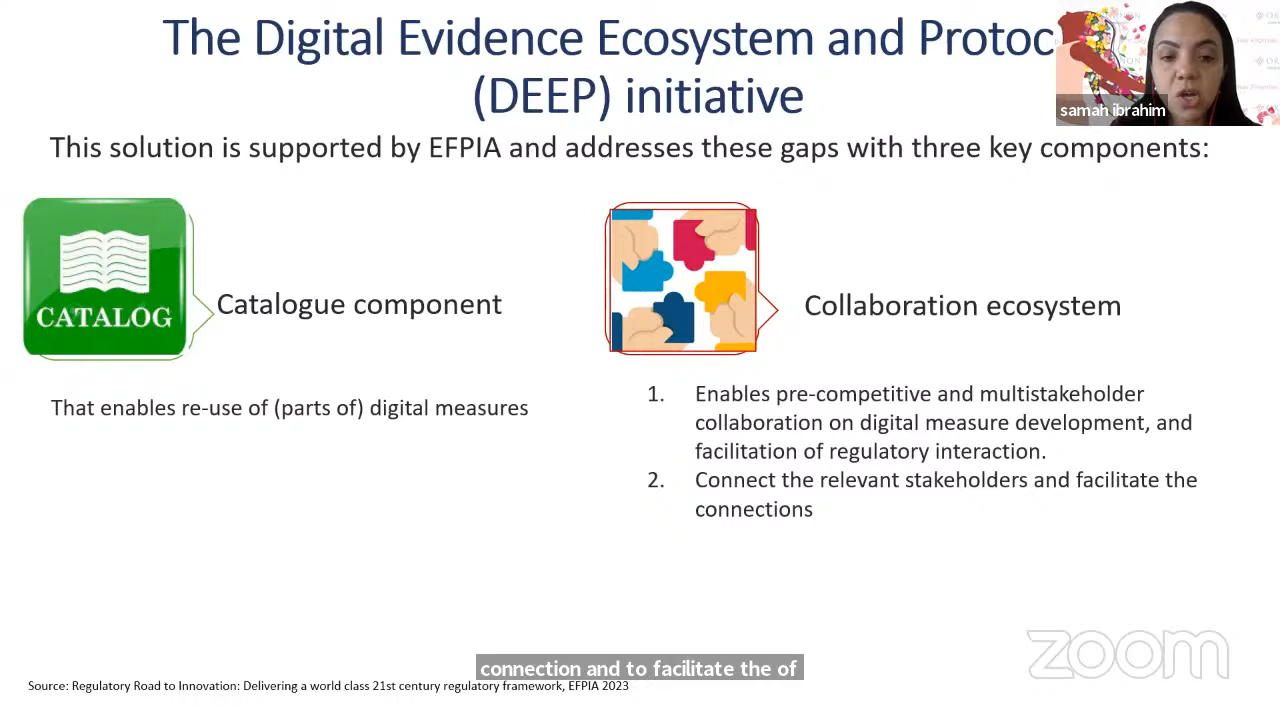 The Digital Evidence Ecosystem and Protoc
(DEEP) initiative
samah ibrahim
This solution is supported by EFPIA and addresses these gaps with three key components:
CATALOG
Catalogue component
Collaboration ecosystem
That enables re-use of (parts of) digital measures
1. Enables pre-competitive and multistakeholder
collaboration on digital measure development, and
facilitation of regulatory interaction.
2. Connect the relevant stakeholders and facilitate the
connections
zoom
connection and to facilitate the of
Source: Regulatory Road to Innovation: Delivering a world class 21st century regulatory framework, EFPIA 2023